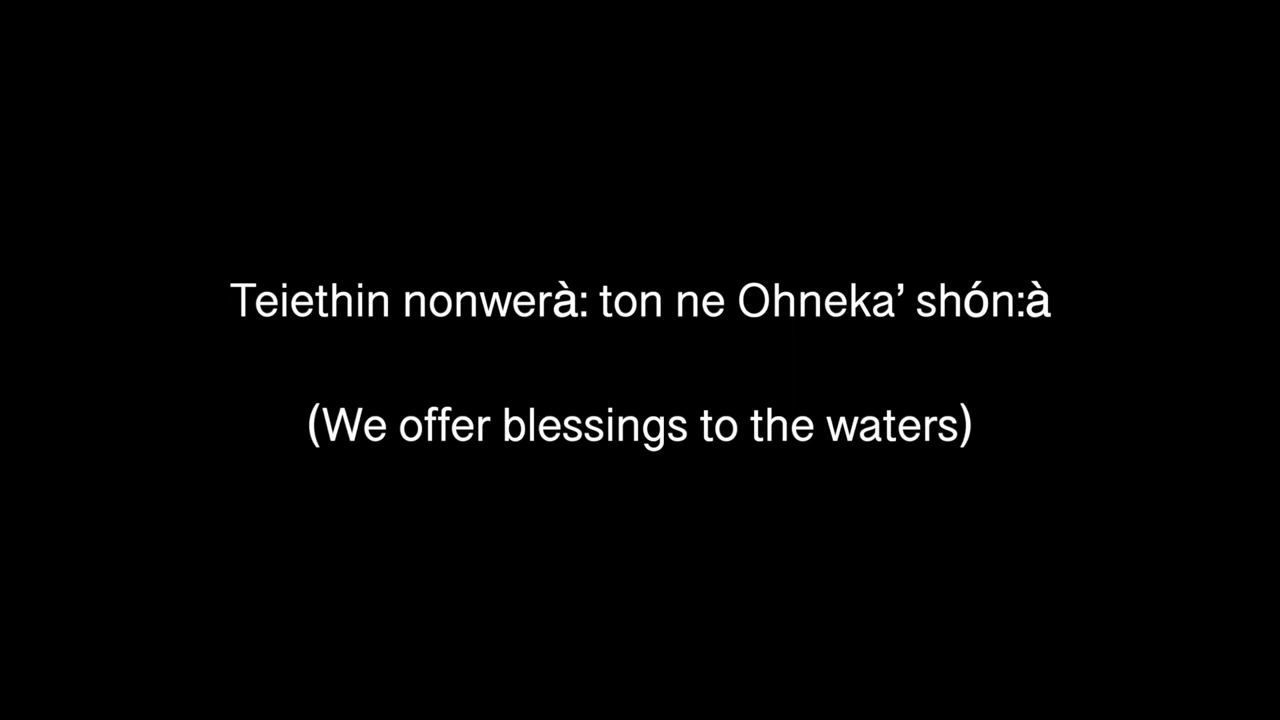 Teiethin nonwerà: ton ne Ohneka’ shón:à
(We offer blessings to the waters)